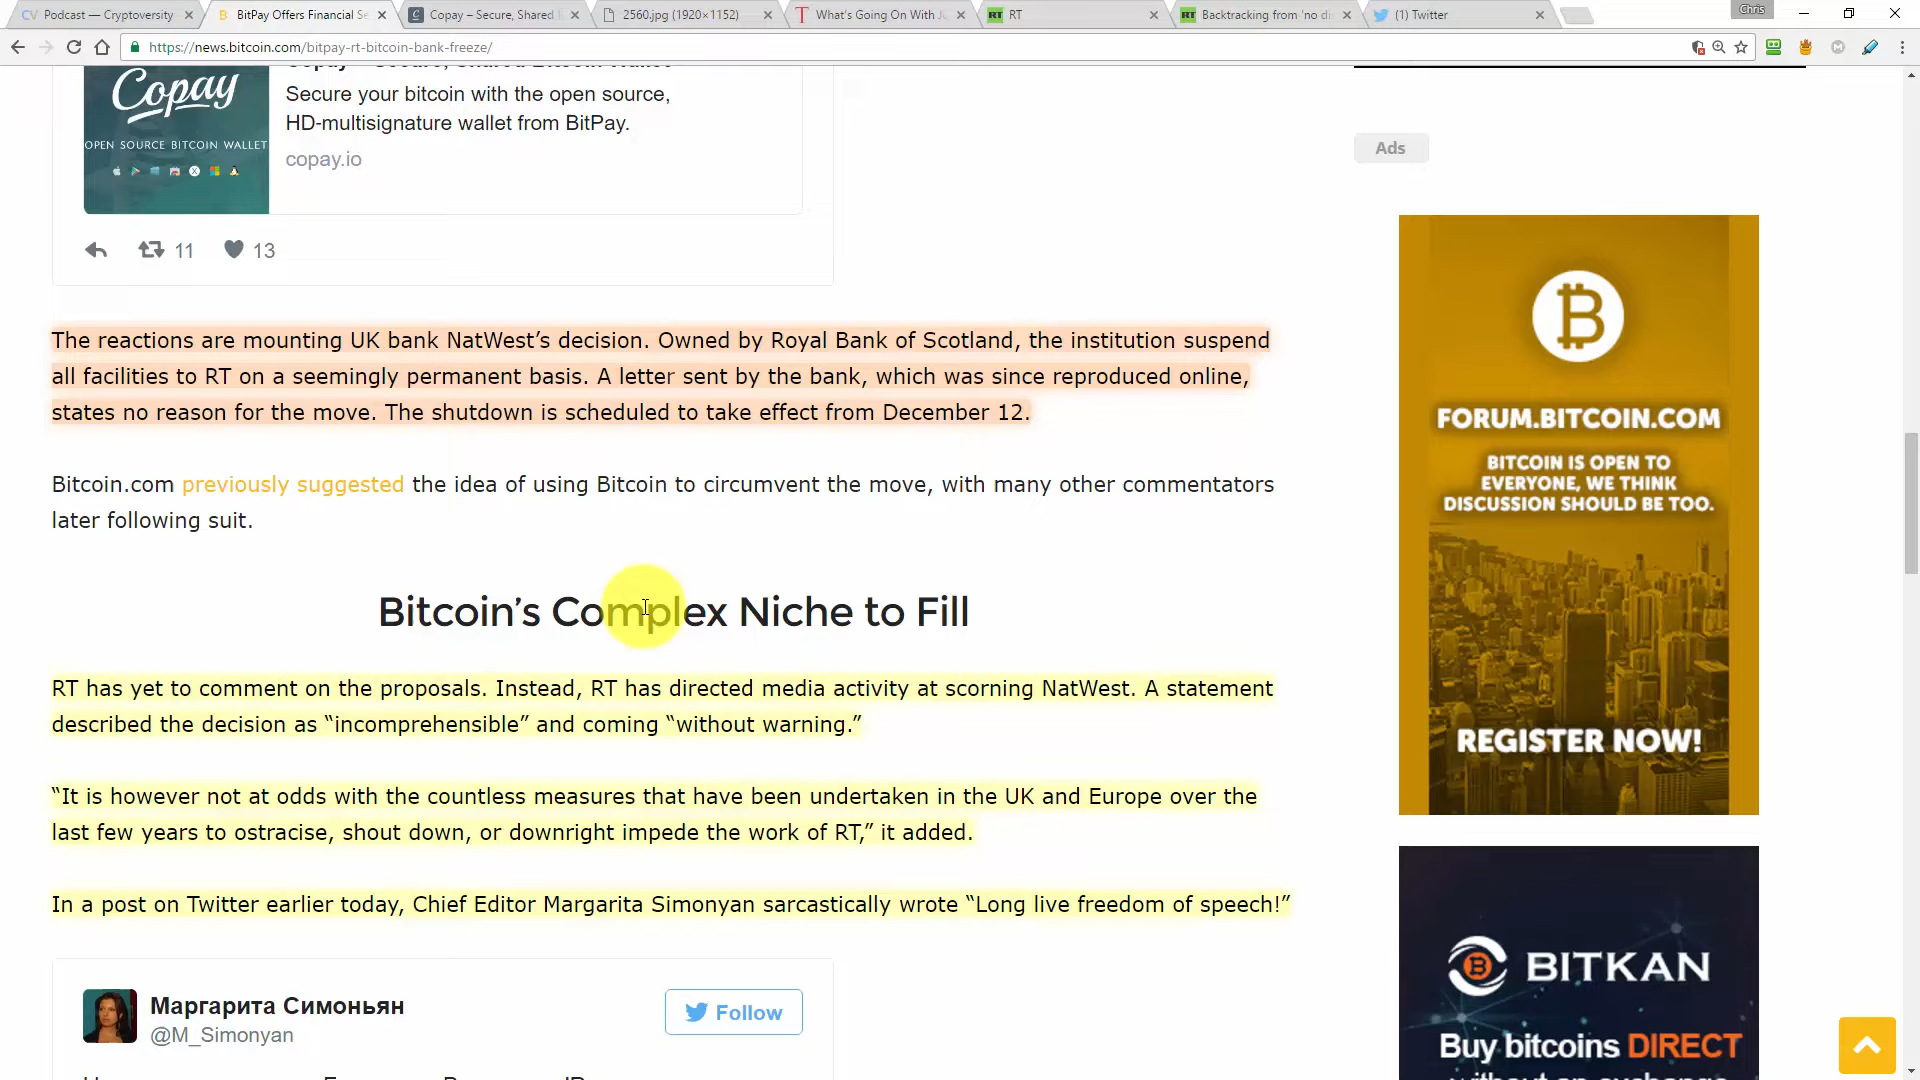 Podcast — Cryptoversity
BitPay Offers Financial Se
Copay – Secure, Shared
2560.jpg (1920×1152)
What's Going On With J
RT
Backtracking from 'no d
(1) Twitter
Chris
https://news.bitcoin.com/bitpay-rt-bitcoin-bank-freeze/
Copay
OPEN SOURCE BITCOIN WALLET
Copay – Secure, Shared Bitcoin Wallet
Secure your bitcoin with the open source,
HD-multisignature wallet from BitPay.
copay.io
11 13
The reactions are mounting UK bank NatWest’s decision. Owned by Royal Bank of Scotland, the institution suspend
all facilities to RT on a seemingly permanent basis. A letter sent by the bank, which was since reproduced online,
states no reason for the move. The shutdown is scheduled to take effect from December 12.
Bitcoin.com previously suggested the idea of using Bitcoin to circumvent the move, with many other commentators
later following suit.
Bitcoin’s Complex Niche to Fill
RT has yet to comment on the proposals. Instead, RT has directed media activity at scorning NatWest. A statement
described the decision as “incomprehensible” and coming “without warning.”
“It is however not at odds with the countless measures that have been undertaken in the UK and Europe over the
last few years to ostracise, shout down, or downright impede the work of RT,” it added.
In a post on Twitter earlier today, Chief Editor Margarita Simonyan sarcastically wrote “Long live freedom of speech!”
Маргарита Симоньян
@M_Simonyan
Follow
Ads
FORUM.BITCOIN.COM
BITCOIN IS OPEN TO
EVERYONE, WE THINK
DISCUSSION SHOULD BE TOO.
REGISTER NOW!
BITKAN
Buy bitcoins DIRECT
without an exchange